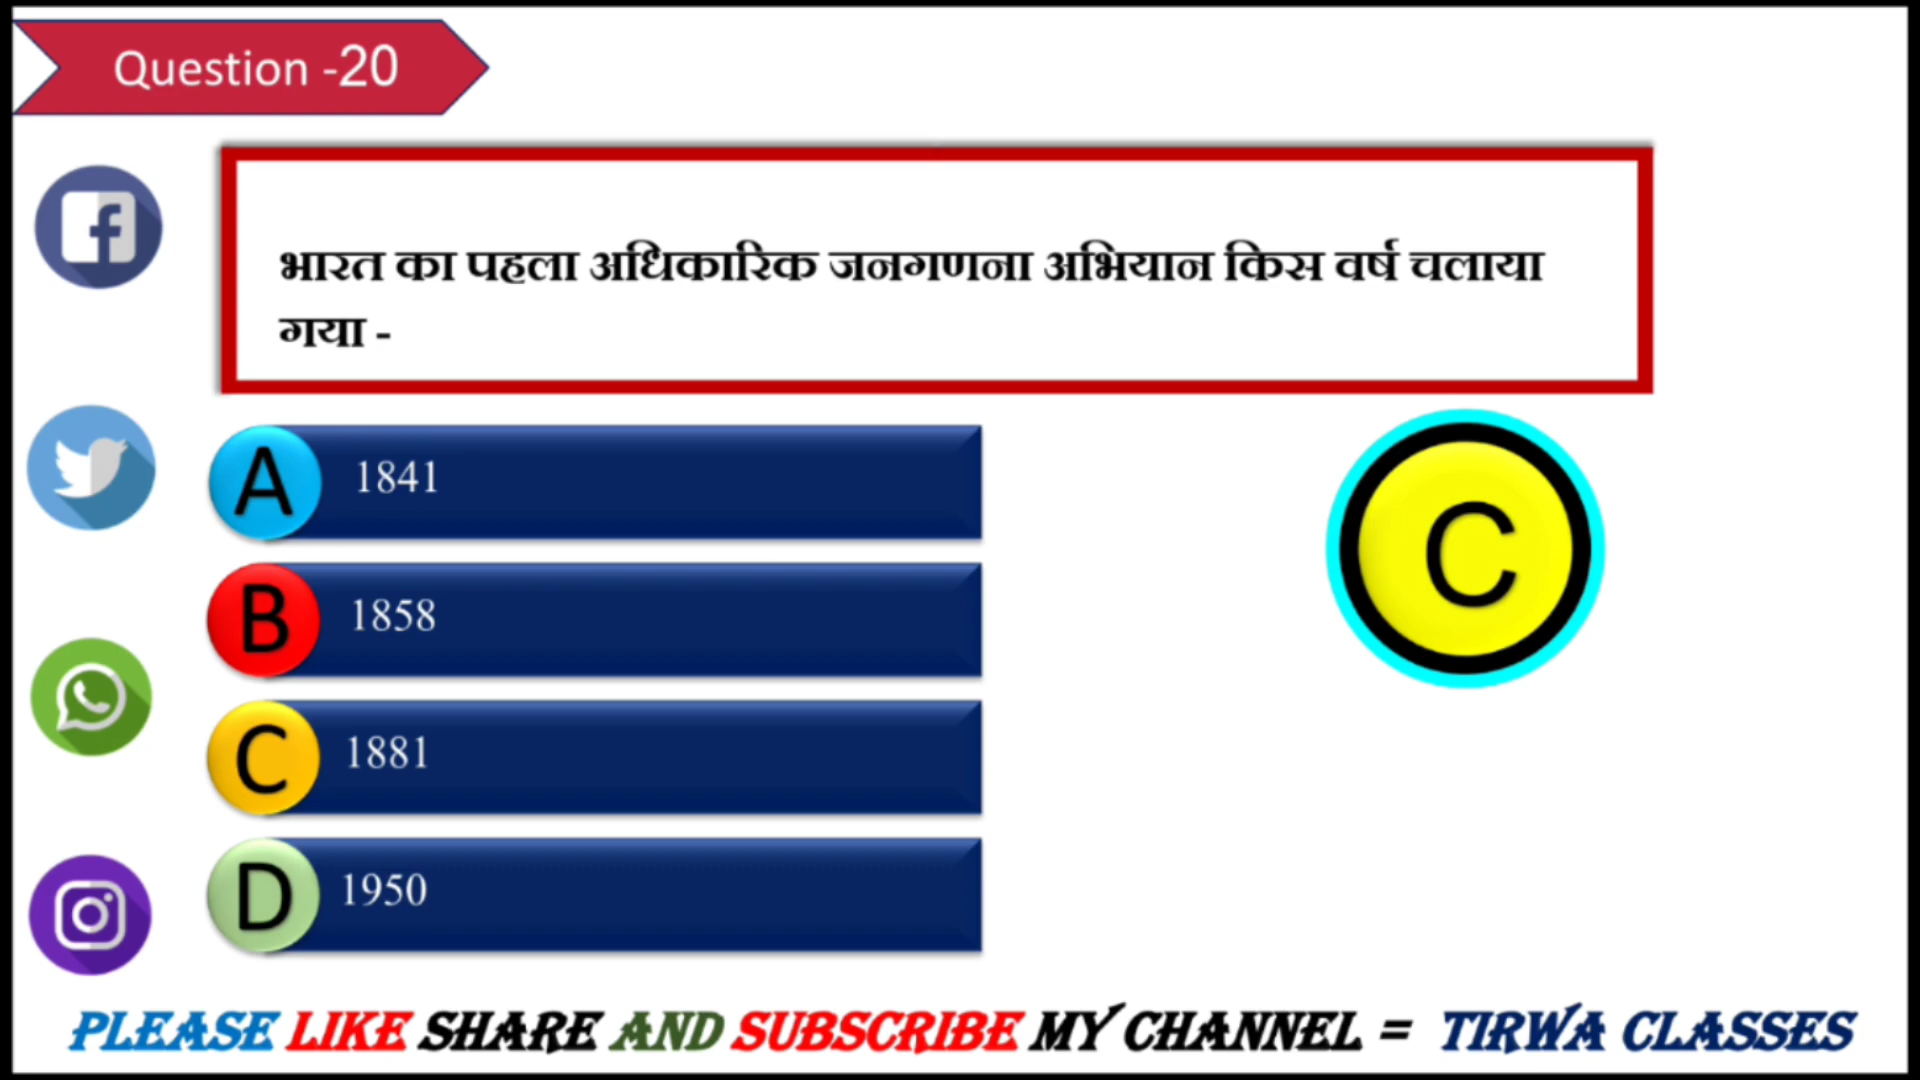 Question -20
भारत का पहला अधिकारिक जनगणना अभियान किस वर्ष चलाया
गया -
A 1841
C
B 1858
C 1881
D 1950
PLEASE LIKE SHARE AND SUBSCRIBE MY CHANNEL = TIRWA CLASSES